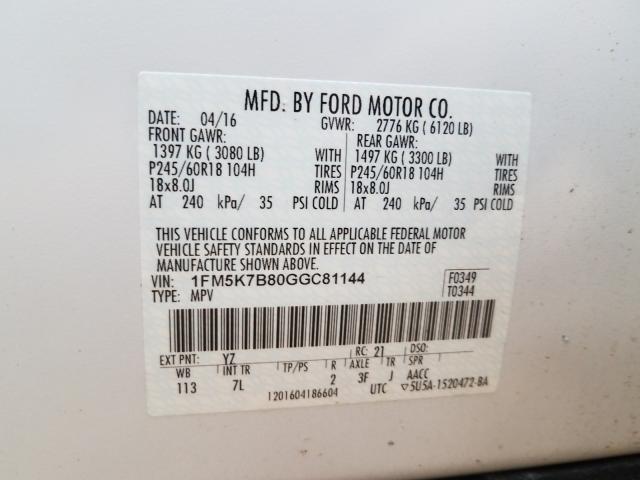 MFD. BY FORD MOTOR CO.
DATE: 04/16 GVWR: 2776 KG ( 6120 LB)
FRONT GAWR: REAR GAWR:
1397 KG ( 3080 LB) WITH 1497 KG ( 3300 LB) WITH
P245/60R18 104H TIRES P245/60R18 104H TIRES
18x8.0J RIMS 18x8.0J RIMS
AT 240 kPa/ 35 PSI COLD AT 240 kPa/ 35 PSI COLD
THIS VEHICLE CONFORMS TO ALL APPLICABLE FEDERAL MOTOR
VEHICLE SAFETY STANDARDS IN EFFECT ON THE DATE OF
MANUFACTURE SHOWN ABOVE.
VIN: 1FM5K7B80GGC81144 F0349
TYPE: MPV T0344
EXT PNT: YZ RC: 21 DSO:
WB INT TR TP/PS R AXLE TR SPR
113 7L 2 3F J AACC
1201604186604 UTC ▽5U5A-1520472-BA